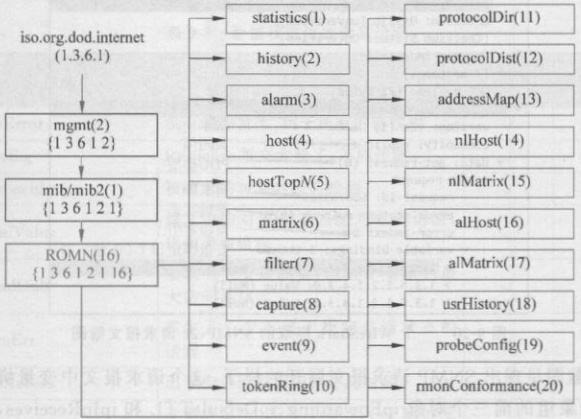 iso.org.dod.internet
(1.3.6.1)
mgmt(2)
{1 3 6 1 2}
mib/mib2(1)
{1 3 6 1 2 1}
ROMN(16)
{1 3 6 1 2 1 16}
statistics(1)
history(2)
alarm(3)
host(4)
hostTopN(5)
matrix(6)
filter(7)
capture(8)
event(9)
tokenRing(10)
protocolDir(11)
protocolDist(12)
addressMap(13)
nlHost(14)
nlMatrix(15)
alHost(16)
alMatrix(17)
usrHistory(18)
probeConfig(19)
rmonConformance(20)